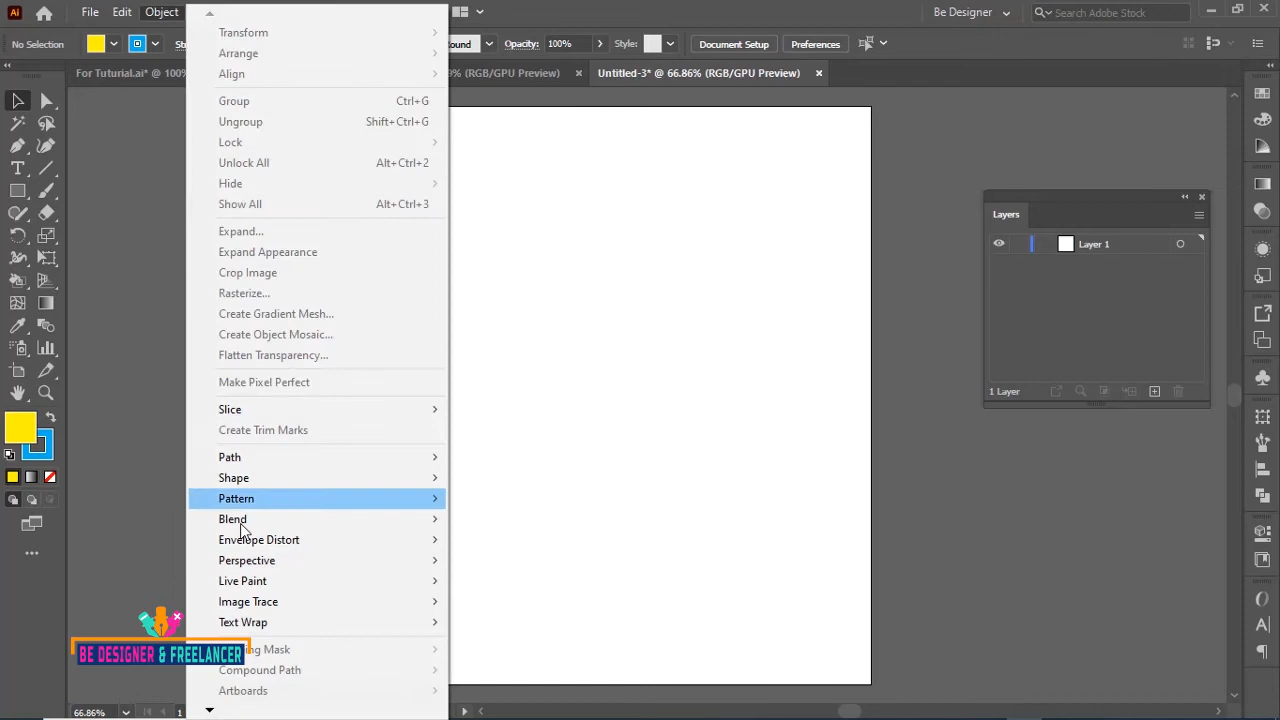 Ai
File
Edit
Object
Be Designer
Search Adobe Stock
No Selection
Opacity:
100%
Style:
Document Setup
Preferences
For Tuturial.ai* @ 100%
(RGB/GPU Preview)
Untitled-3* @ 66.86% (RGB/GPU Preview)
Transform
Arrange
Align
Group Ctrl+G
Ungroup Shift+Ctrl+G
Lock
Unlock All Alt+Ctrl+2
Hide
Show All Alt+Ctrl+3
Expand...
Expand Appearance
Crop Image
Rasterize...
Create Gradient Mesh...
Create Object Mosaic...
Flatten Transparency...
Make Pixel Perfect
Slice
Create Trim Marks
Path
Shape
Pattern
Blend
Envelope Distort
Perspective
Live Paint
Image Trace
Text Wrap
Mask
Compound Path
Artboards
Layers
Layer 1
1 Layer
BE DESIGNER & FREELANCER
66.86%
1